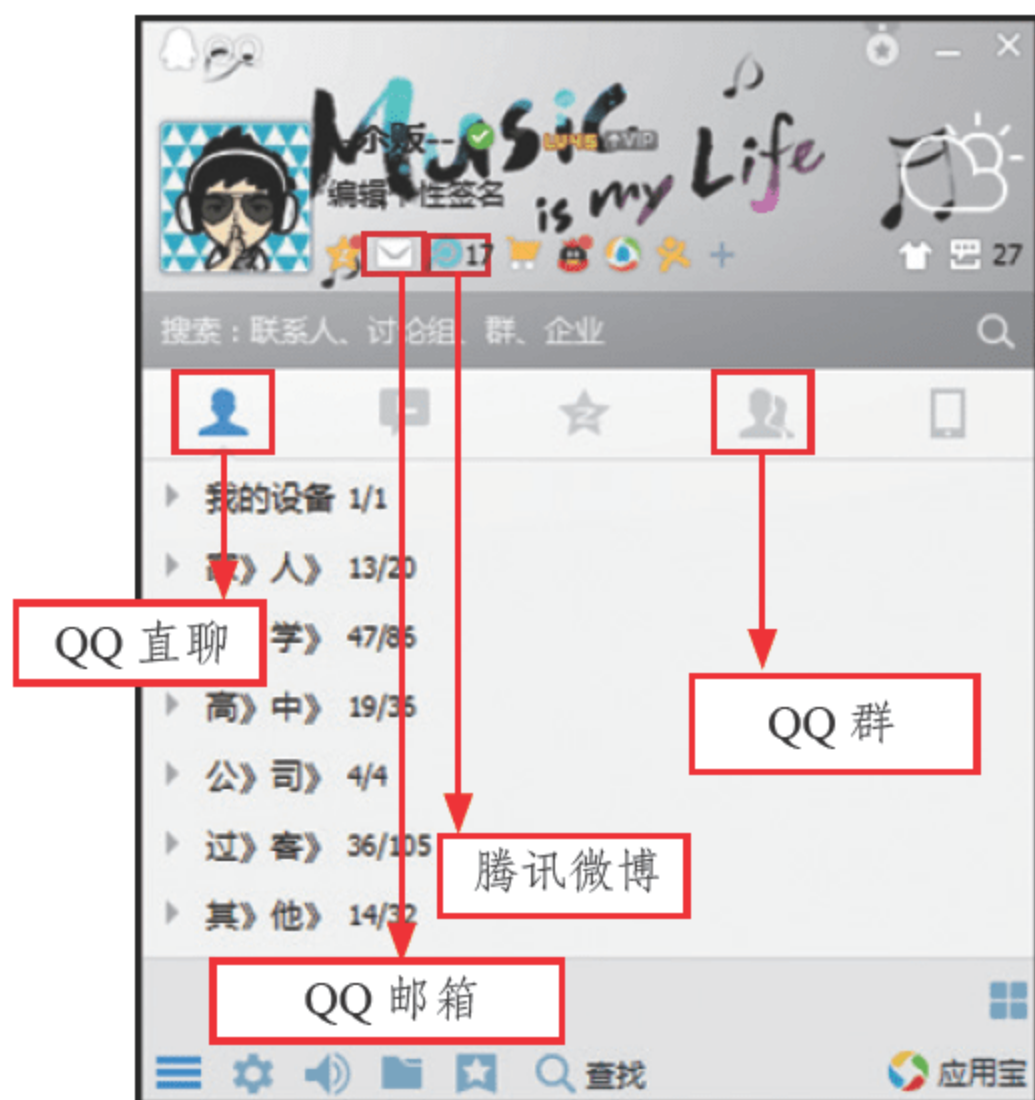 Music
is my Life
编辑个性签名
17
27
搜索：联系人、讨论组、群、企业
我的设备 1/1
人》 13/20
QQ 直聊
学》 47/86
高》中》 19/36
QQ 群
公》司》 4/4
过》客》 36/105
腾讯微博
其》他》 14/32
QQ 邮箱
查找
应用宝